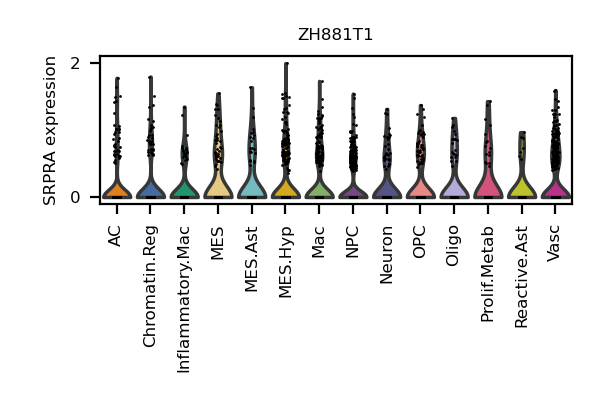 ZH881T1
SRPRA expression
2
0
AC
Chromatin.Reg
Inflammatory.Mac
MES
MES.Ast
MES.Hyp
Mac
NPC
Neuron
OPC
Oligo
Prolif.Metab
Reactive.Ast
Vasc